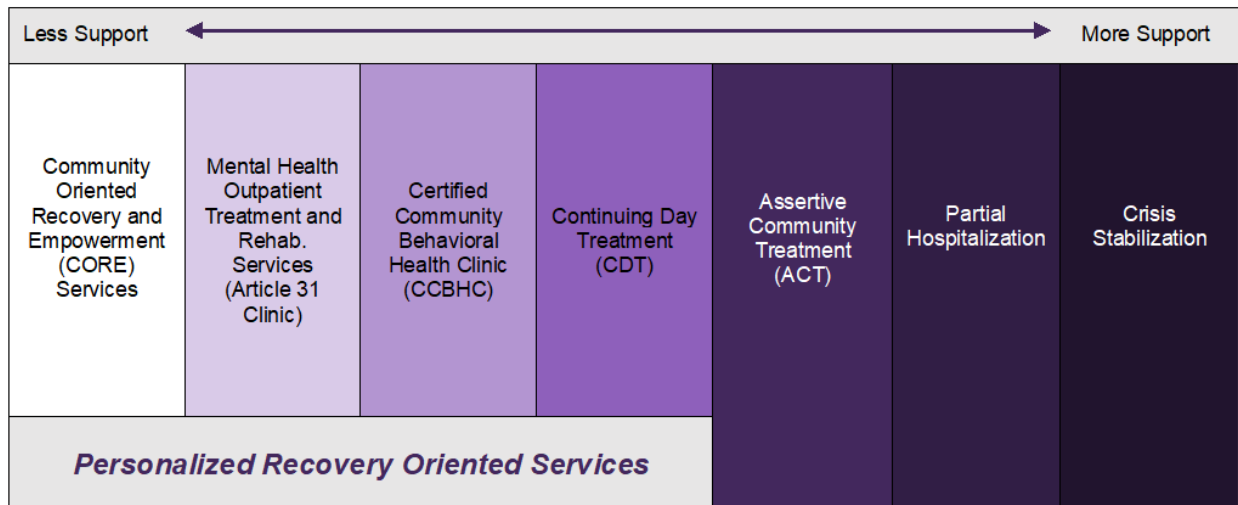 Less Support
More Support
Community
Oriented
Recovery and
Empowerment
(CORE)
Services
Mental Health
Outpatient
Treatment and
Rehab.
Services
(Article 31
Clinic)
Certified
Community
Behavioral
Health Clinic
(CCBHC)
Continuing Day
Treatment
(CDT)
Assertive
Community
Treatment
(ACT)
Partial
Hospitalization
Crisis
Stabilization
Personalized Recovery Oriented Services